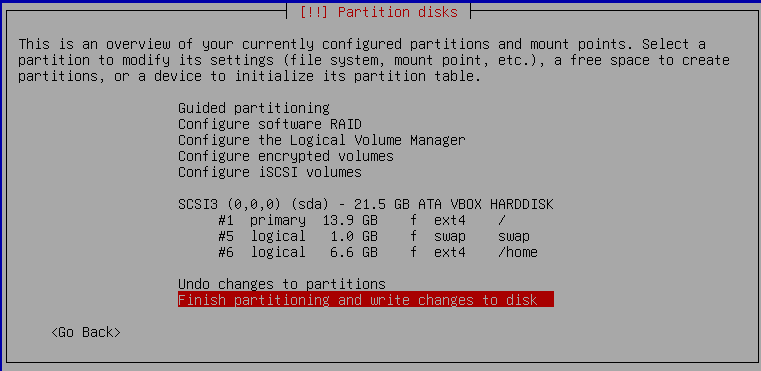 [!!] Partition disks
This is an overview of your currently configured partitions and mount points. Select a
partition to modify its settings (file system, mount point, etc.), a free space to create
partitions, or a device to initialize its partition table.
Guided partitioning
Configure software RAID
Configure the Logical Volume Manager
Configure encrypted volumes
Configure iSCSI volumes
SCSI3 (0,0,0) (sda) - 21.5 GB ATA VBOX HARDDISK
#1 primary 13.9 GB f ext4 /
#5 logical 1.0 GB f swap swap
#6 logical 6.6 GB f ext4 /home
Undo changes to partitions
Finish partitioning and write changes to disk
<Go Back>